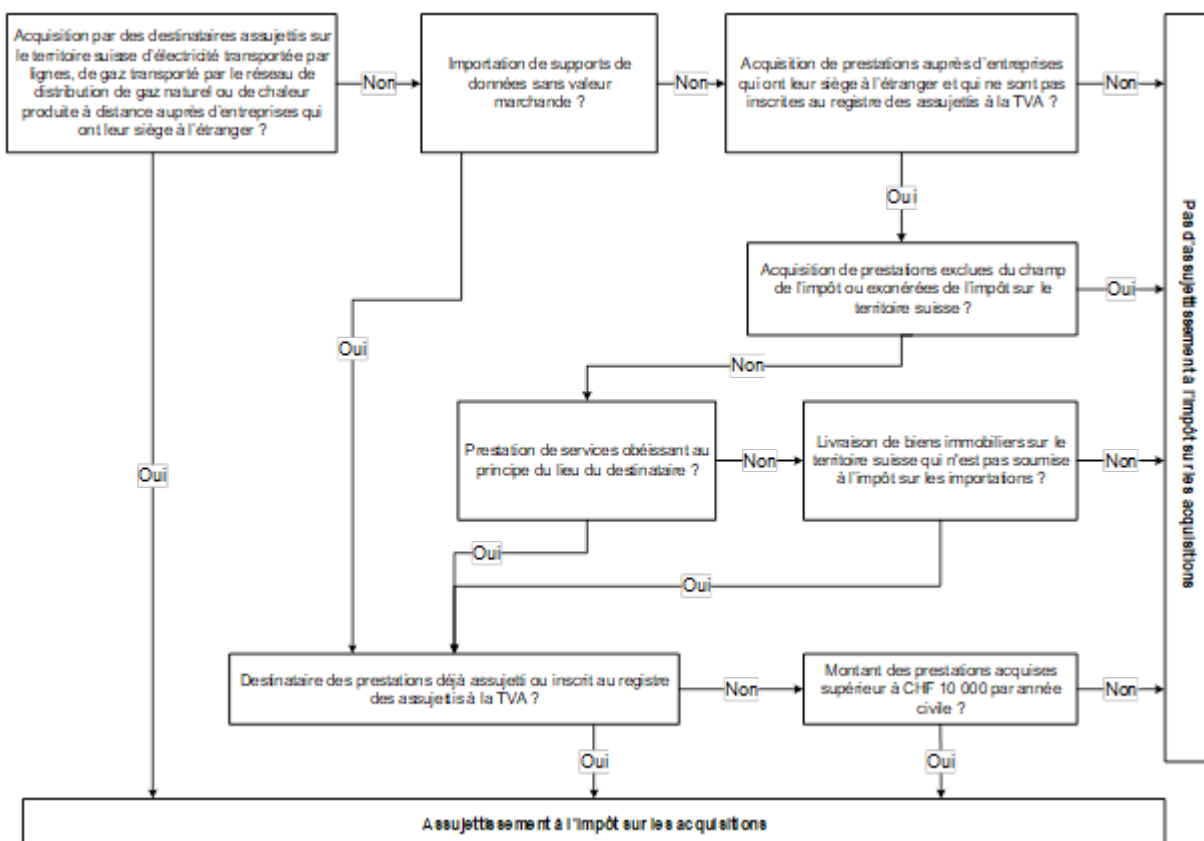 Acquisition par des destinataires assujettis sur
le territoire suisse d'électricité transportée par
lignes, de gaz transporté par le réseau de
distribution de gaz naturel ou de chaleur
produite à distance auprès d'entreprises qui
ont leur siège à l'étranger ?
Non
Importation de supports de
données sans valeur
marchande ?
Non
Acquisition de prestations auprès d'entreprises
qui ont leur siège à l'étranger et qui ne sont pas
inscrites au registre des assujettis à la TVA ?
Non
Pas d'assujettissement à l'impôt sur les acquisitions
Oui
Acquisition de prestations exclues du champ
de l'impôt ou exonérées de l'impôt sur le
territoire suisse ?
Oui
Oui
Non
Prestation de services obéissant au
principe du lieu du destinataire ?
Non
Livraison de biens immobiliers sur le
territoire suisse qui n'est pas soumise
à l'impôt sur les importations ?
Non
Oui
Oui
Oui
Destinataire des prestations déjà assujetti ou inscrit au registre
des assujettis à la TVA ?
Non
Montant des prestations acquises
supérieur à CHF 10 000 par année
civile ?
Non
Oui
Oui
Assujettissement à l'impôt sur les acquisitions